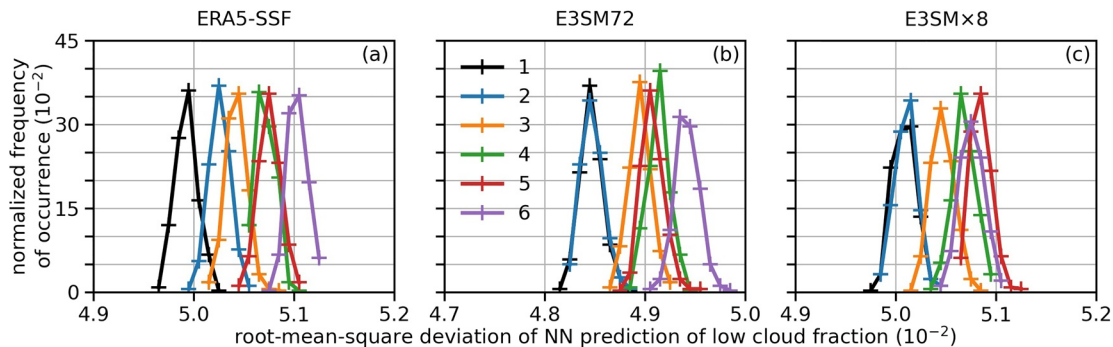 ERA5-SSF
E3SM72
E3SM×8
normalized frequency
of occurrence (10⁻²)
45
30
15
0
(a)
4.9
5.0
5.1
5.2
(b)
1
2
3
4
5
6
4.7
4.8
4.9
5.0
(c)
4.9
5.0
5.1
5.2
root-mean-square deviation of NN prediction of low cloud fraction (10⁻²)